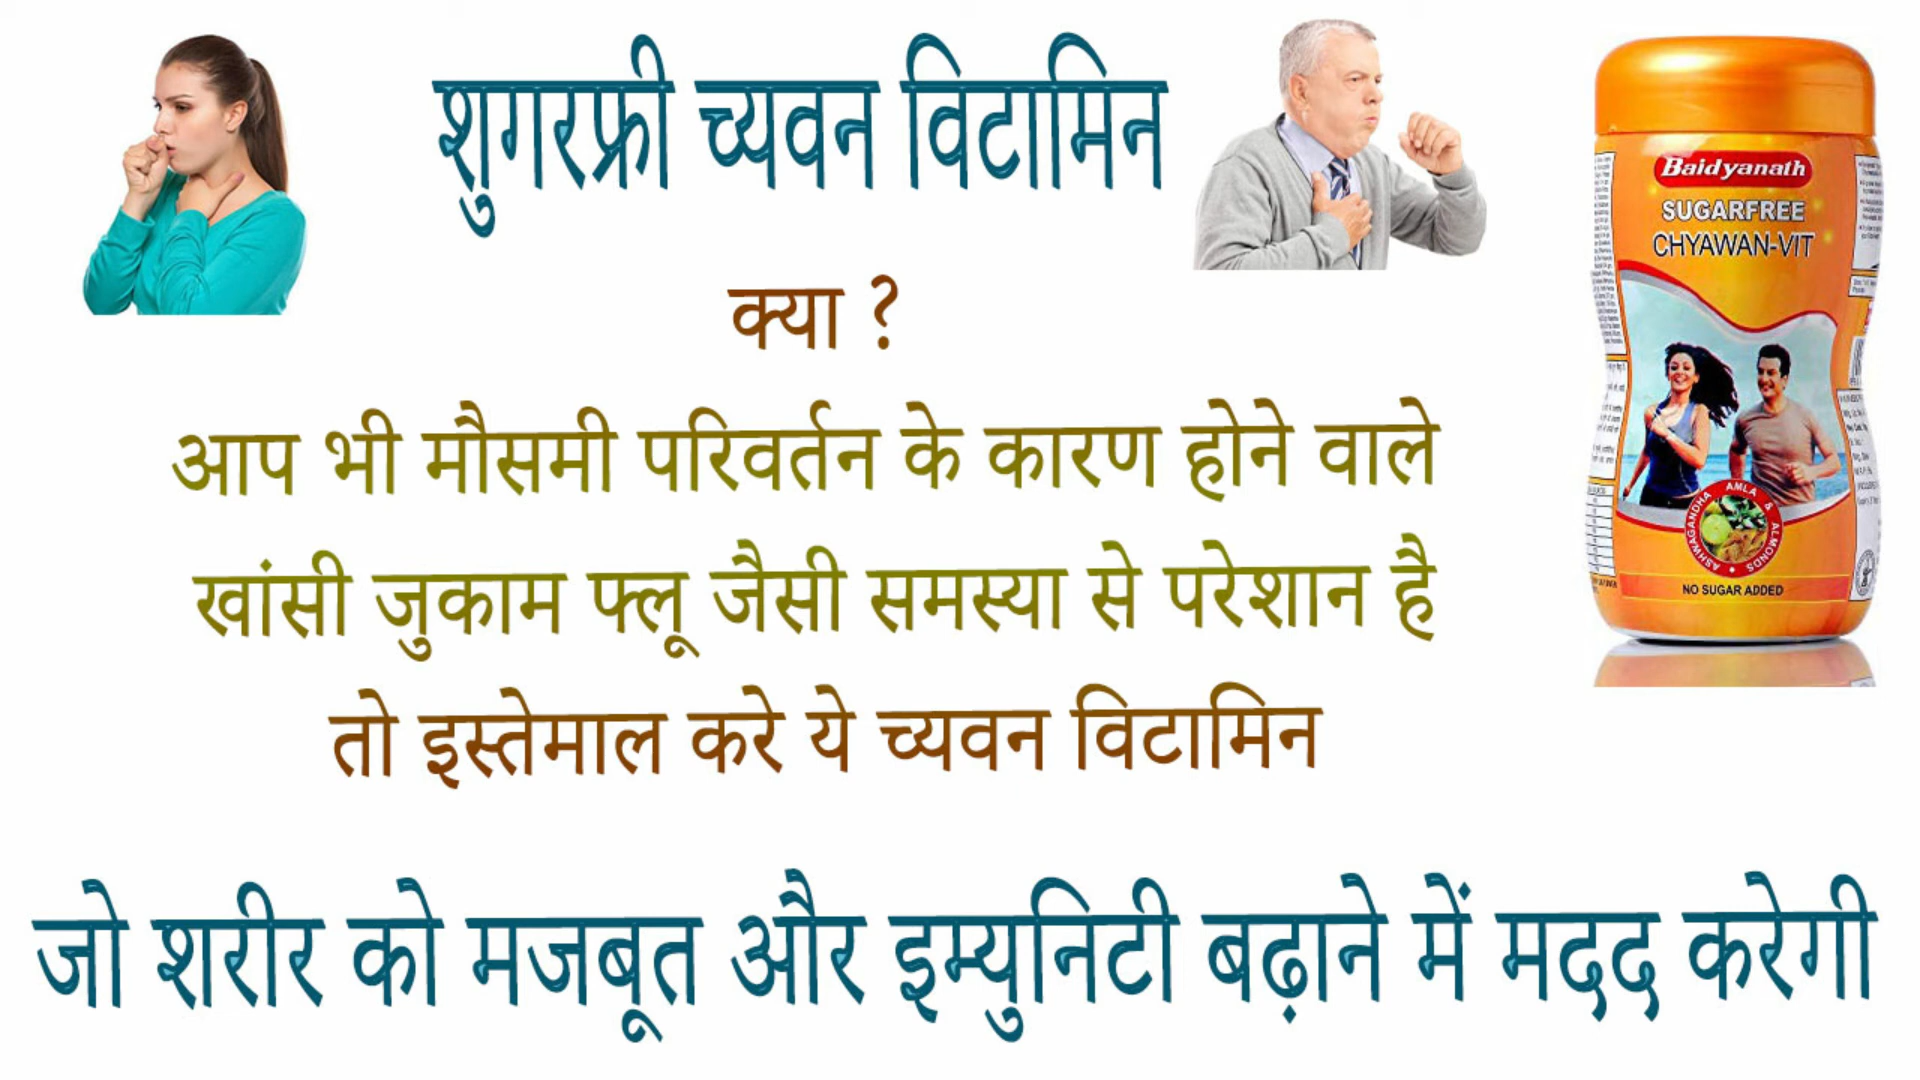 शुगरफ्री च्यवन विटामिन
क्या ?
आप भी मौसमी परिवर्तन के कारण होने वाले
खांसी जुकाम फ्लू जैसी समस्या से परेशान है
तो इस्तेमाल करे ये च्यवन विटामिन
जो शरीर को मजबूत और इम्युनिटी बढ़ाने में मदद करेगी
Baidyanath
SUGARFREE
CHYAWAN-VIT
ASHWAGANDHA AMLA & ALMONDS
NO SUGAR ADDED